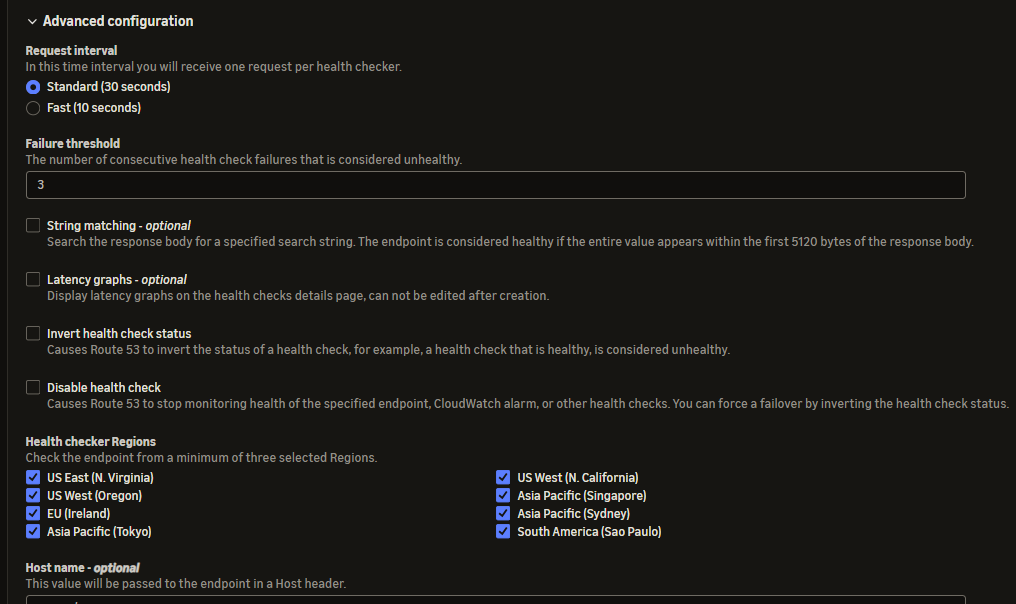 Advanced configuration
Request interval
In this time interval you will receive one request per health checker.
Standard (30 seconds)
Fast (10 seconds)
Failure threshold
The number of consecutive health check failures that is considered unhealthy.
3
String matching - optional
Search the response body for a specified search string. The endpoint is considered healthy if the entire value appears within the first 5120 bytes of the response body.
Latency graphs - optional
Display latency graphs on the health checks details page, can not be edited after creation.
Invert health check status
Causes Route 53 to invert the status of a health check, for example, a health check that is healthy, is considered unhealthy.
Disable health check
Causes Route 53 to stop monitoring health of the specified endpoint, CloudWatch alarm, or other health checks. You can force a failover by inverting the health check status.
Health checker Regions
Check the endpoint from a minimum of three selected Regions.
US East (N. Virginia)
US West (N. California)
US West (Oregon)
Asia Pacific (Singapore)
EU (Ireland)
Asia Pacific (Sydney)
Asia Pacific (Tokyo)
South America (Sao Paulo)
Host name - optional
This value will be passed to the endpoint in a Host header.